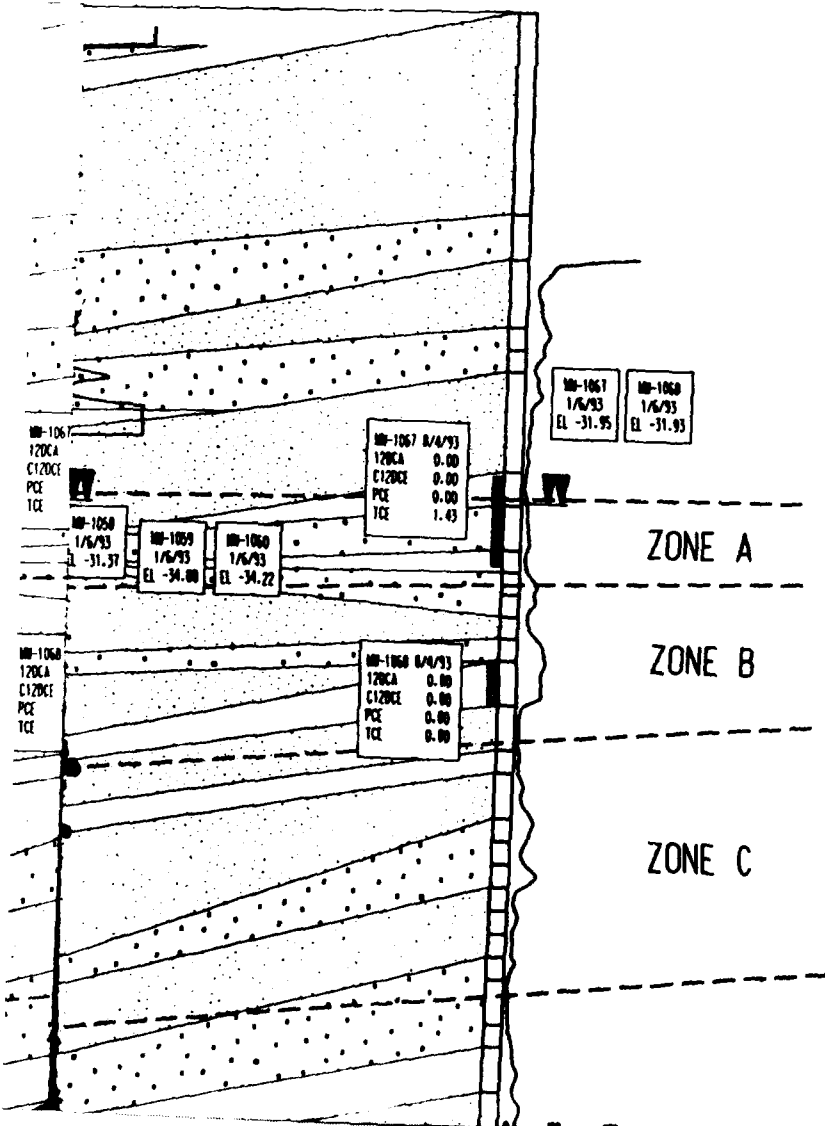 MW-1067
1/6/93
EL -31.95
MW-1068
1/6/93
EL -31.93
MW-1067
12DCA
C12DCE
PCE
TCE
MW-1067 8/4/93
12DCA 0.00
C12DCE 0.00
PCE 0.00
TCE 1.43
MW-1058
1/6/93
EL -31.37
MW-1059
1/6/93
EL -34.08
MW-1060
1/6/93
EL -34.22
ZONE A
MW-1068
12DCA
C12DCE
PCE
TCE
MW-1068 8/4/93
12DCA 0.00
C12DCE 0.00
PCE 0.00
TCE 0.00
ZONE B
ZONE C